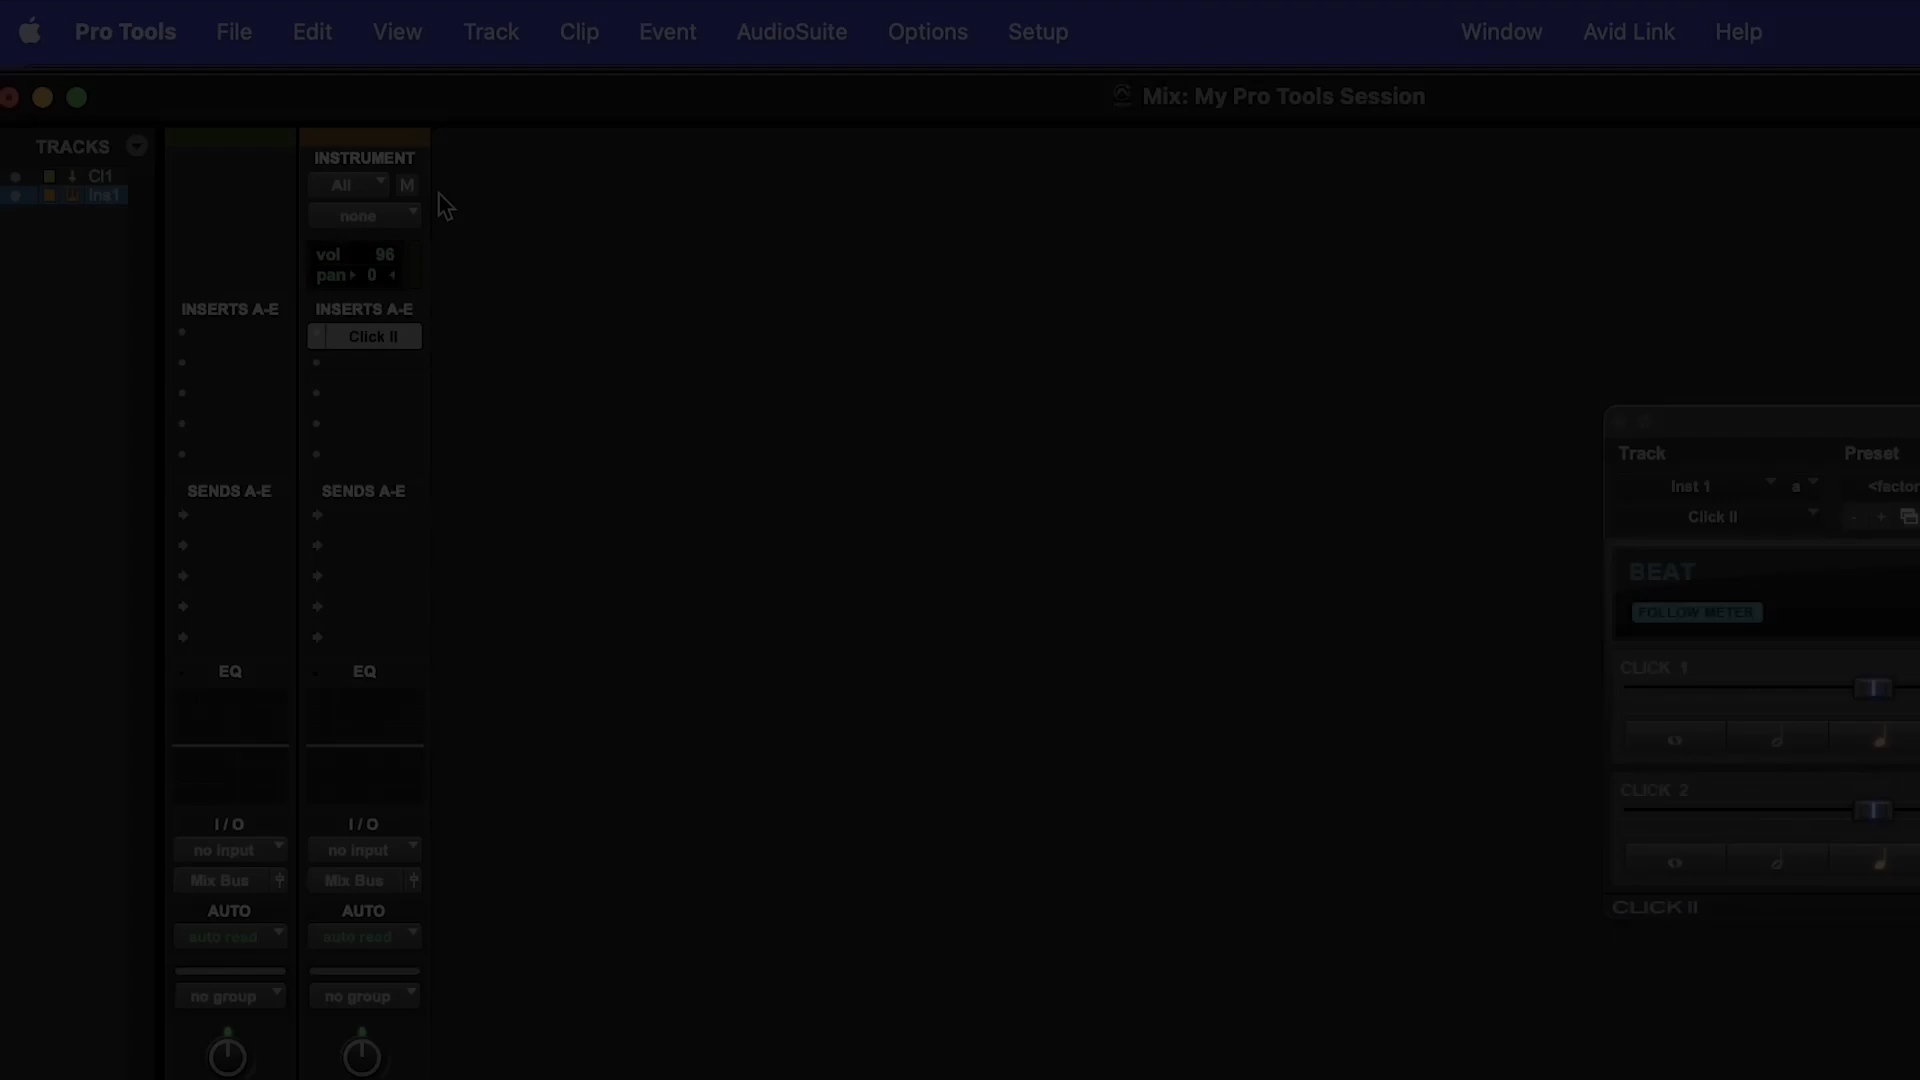 Pro Tools File Edit View Track Clip Event AudioSuite Options Setup Window Avid Link Help
Mix: My Pro Tools Session
TRACKS
Cl1
Ins1
INSTRUMENT
All M
none
vol 96
pan 0
INSERTS A-E INSERTS A-E
Click II
SENDS A-E SENDS A-E
EQ EQ
I / O I / O
no input no input
Mix Bus Mix Bus
AUTO AUTO
auto read auto read
no group no group
Track Preset
Inst 1 a <factor
Click II - +
BEAT
FOLLOW METER
CLICK 1
CLICK 2
CLICK II